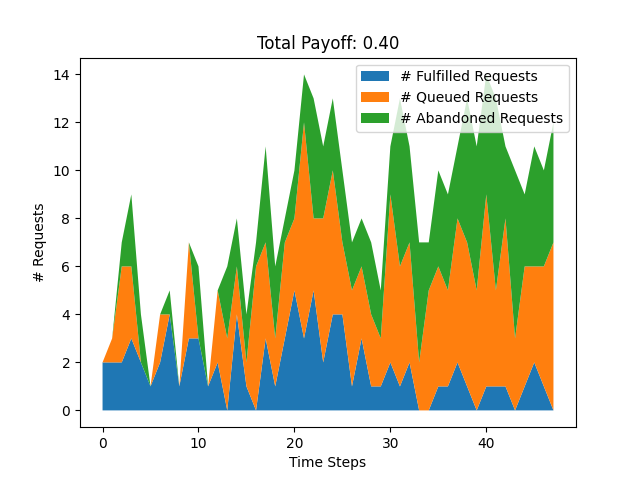 Total Payoff: 0.40
# Fulfilled Requests
# Queued Requests
# Abandoned Requests
# Requests
14
12
10
8
6
4
2
0
0 10 20 30 40
Time Steps